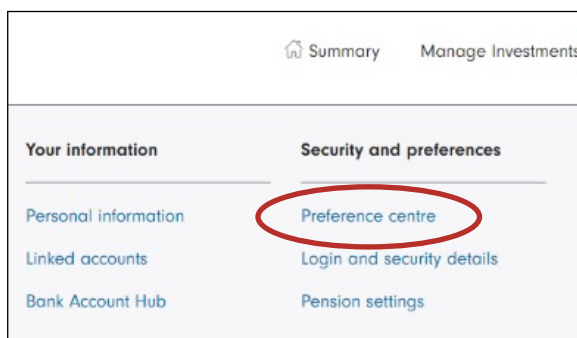 Summary Manage Investments
Your information
Personal information
Linked accounts
Bank Account Hub
Security and preferences
Preference centre
Login and security details
Pension settings